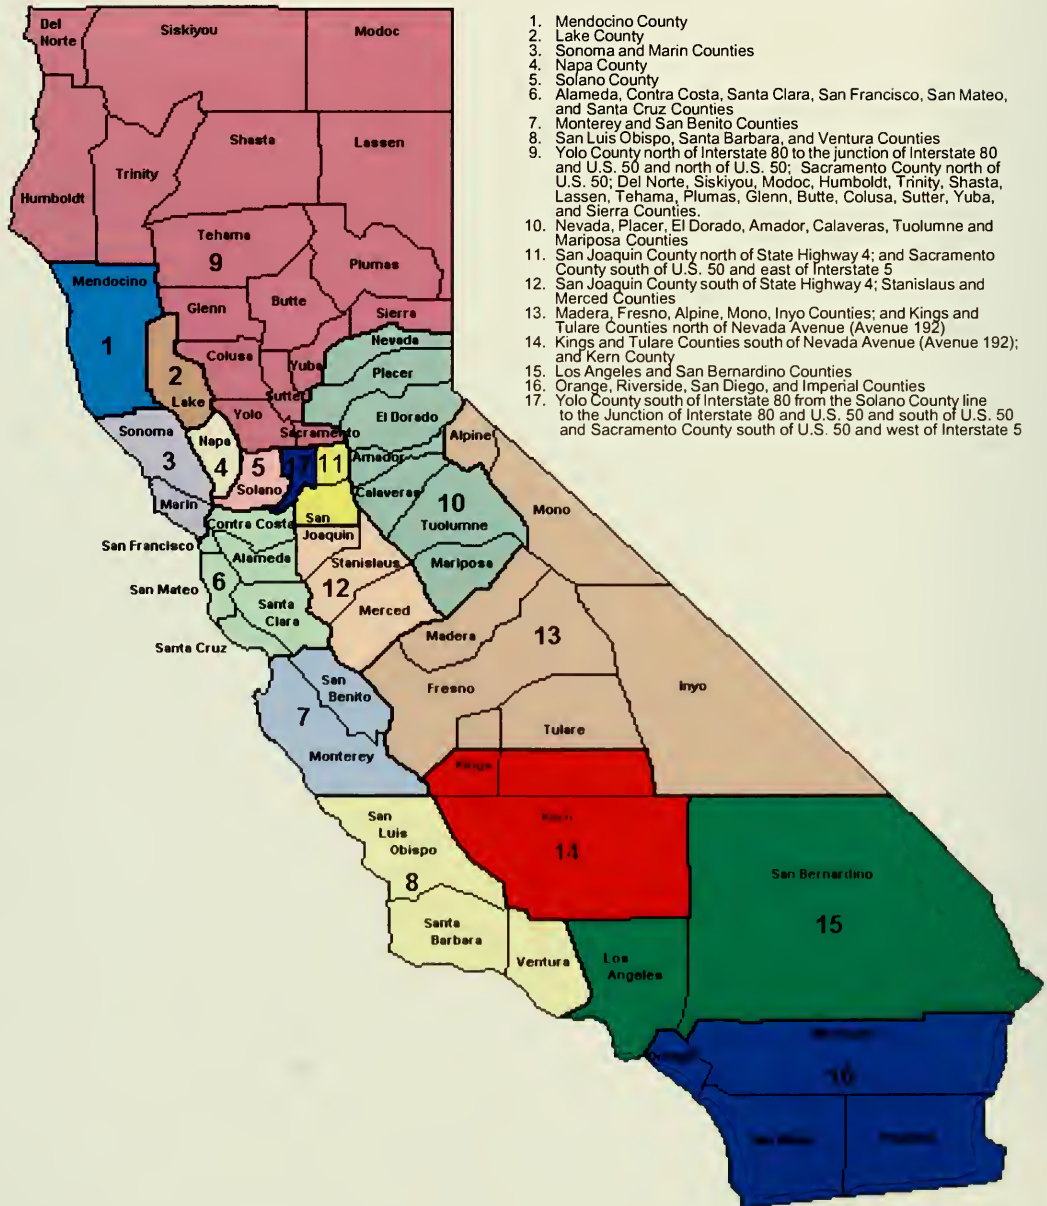 1. Mendocino County
2. Lake County
3. Sonoma and Marin Counties
4. Napa County
5. Solano County
6. Alameda, Contra Costa, Santa Clara, San Francisco, San Mateo,
and Santa Cruz Counties
7. Monterey and San Benito Counties
8. San Luis Obispo, Santa Barbara, and Ventura Counties
9. Yolo County north of Interstate 80 to the junction of Interstate 80
and U.S. 50 and north of U.S. 50; Sacramento County north of
U.S. 50; Del Norte, Siskiyou, Modoc, Humboldt, Trinity, Shasta,
Lassen, Tehama, Plumas, Glenn, Butte, Colusa, Sutter, Yuba,
and Sierra Counties.
10. Nevada, Placer, El Dorado, Amador, Calaveras, Tuolumne and
Mariposa Counties
11. San Joaquin County north of State Highway 4; and Sacramento
County south of U.S. 50 and east of Interstate 5
12. San Joaquin County south of State Highway 4; Stanislaus and
Merced Counties
13. Madera, Fresno, Alpine, Mono, Inyo Counties; and Kings and
Tulare Counties north of Nevada Avenue (Avenue 192)
14. Kings and Tulare Counties south of Nevada Avenue (Avenue 192);
and Kern County
15. Los Angeles and San Bernardino Counties
16. Orange, Riverside, San Diego, and Imperial Counties
17. Yolo County south of Interstate 80 from the Solano County line
to the Junction of Interstate 80 and U.S. 50 and south of U.S. 50
and Sacramento County south of U.S. 50 and west of Interstate 5
Del
Norte
Siskiyou
Modoc
Shasta
Lassen
Trinity
Humboldt
Tehama
9
Plumas
Mendocino
Butte
Glenn
Sierra
Nevada
1
Colusa
Yuba
Placer
2
Lake
Sutter
Yolo
El Dorado
Sonoma
Napa
Sacramento
Alpine
3
4
5
17
11
Amador
Solano
Calaveras
Marin
10
Mono
San
Joaquin
Contra Costa
Tuolumne
San Francisco
Alameda
Stanislaus
Mariposa
San Mateo
6
12
Santa
Clara
Merced
Madera
13
Santa Cruz
San
Benito
Fresno
Inyo
7
Tulare
Monterey
Kings
San
Luis
Obispo
Kern
14
8
San Bernardino
Santa
Barbara
15
Ventura
Los
Angeles
16